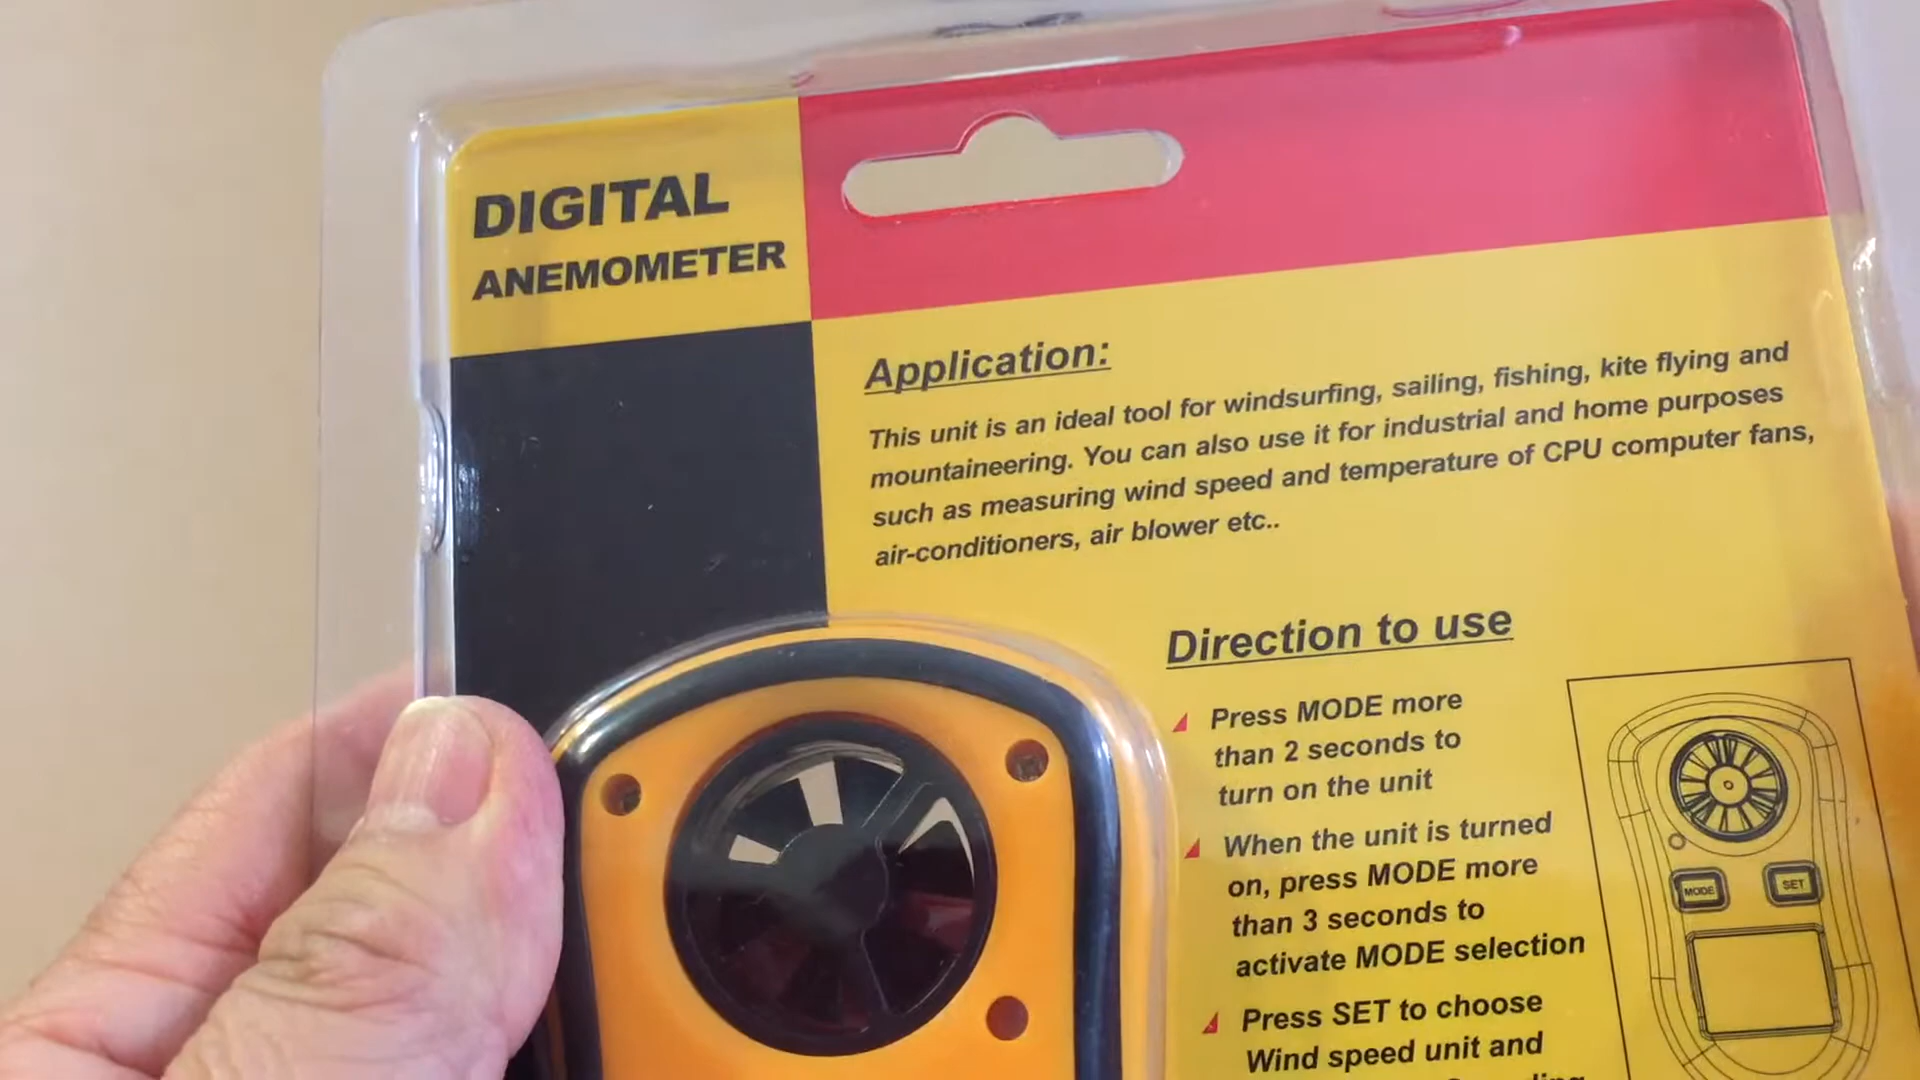 DIGITAL
ANEMOMETER
Application:
This unit is an ideal tool for windsurfing, sailing, fishing, kite flying and
mountaineering. You can also use it for industrial and home purposes
such as measuring wind speed and temperature of CPU computer fans,
air-conditioners, air blower etc..
Direction to use
Press MODE more
than 2 seconds to
turn on the unit
When the unit is turned
on, press MODE more
than 3 seconds to
activate MODE selection
Press SET to choose
Wind speed unit and
MODE
SET